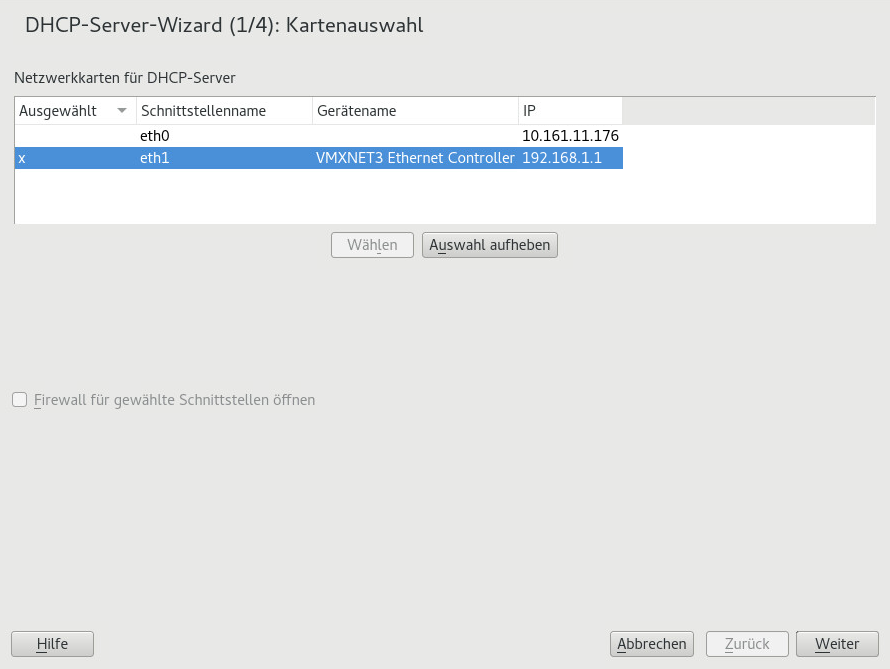 DHCP-Server-Wizard (1/4): Kartenauswahl
Netzwerkkarten für DHCP-Server
Ausgewählt Schnittstellenname Gerätename IP
eth0 10.161.11.176
x eth1 VMXNET3 Ethernet Controller 192.168.1.1
Wählen Auswahl aufheben
Firewall für gewählte Schnittstellen öffnen
Hilfe Abbrechen Zurück Weiter